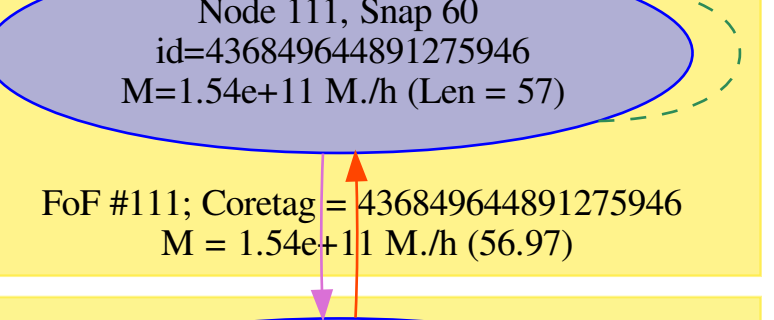 Node 111, Snap 60
id=436849644891275946
M=1.54e+11 M./h (Len = 57)
FoF #111; Coretag = 436849644891275946
M = 1.54e+11 M./h (56.97)